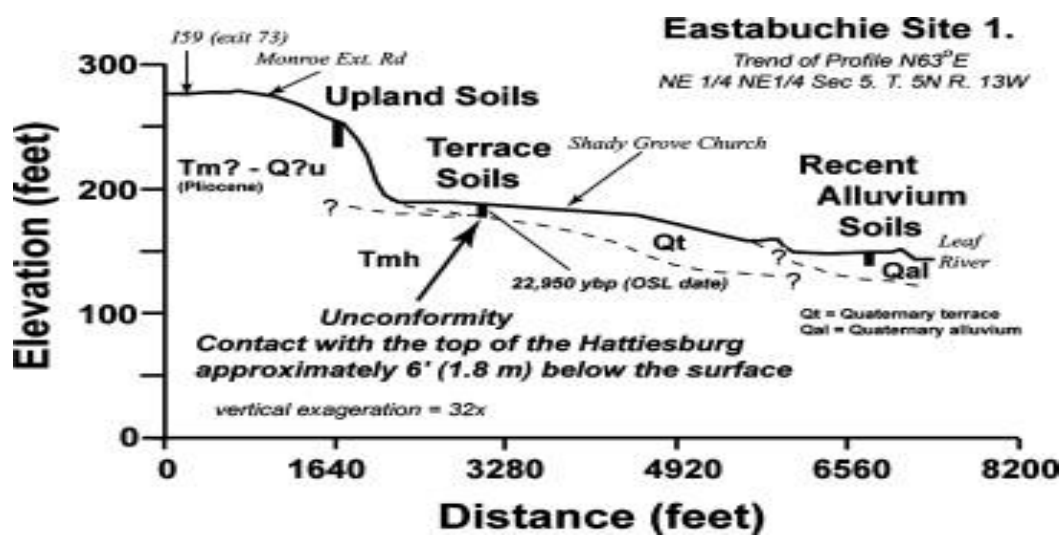 Eastabuchie Site 1.
Trend of Profile N63°E
NE 1/4 NE1/4 Sec 5. T. 5N R. 13W
I59 (exit 73)
Monroe Ext. Rd
Upland Soils
Tm? - Q?u
(Pliocene)
Terrace
Soils
Shady Grove Church
Recent
Alluvium
Soils
Leaf
River
?
Tmh
Qt
?
?
Qal
22,950 ybp (OSL date)
Unconformity
Contact with the top of the Hattiesburg
approximately 6' (1.8 m) below the surface
Qt = Quaternary terrace
Qal = Quaternary alluvium
vertical exageration = 32x
Elevation (feet)
300
200
100
0
0 1640 3280 4920 6560 8200
Distance (feet)